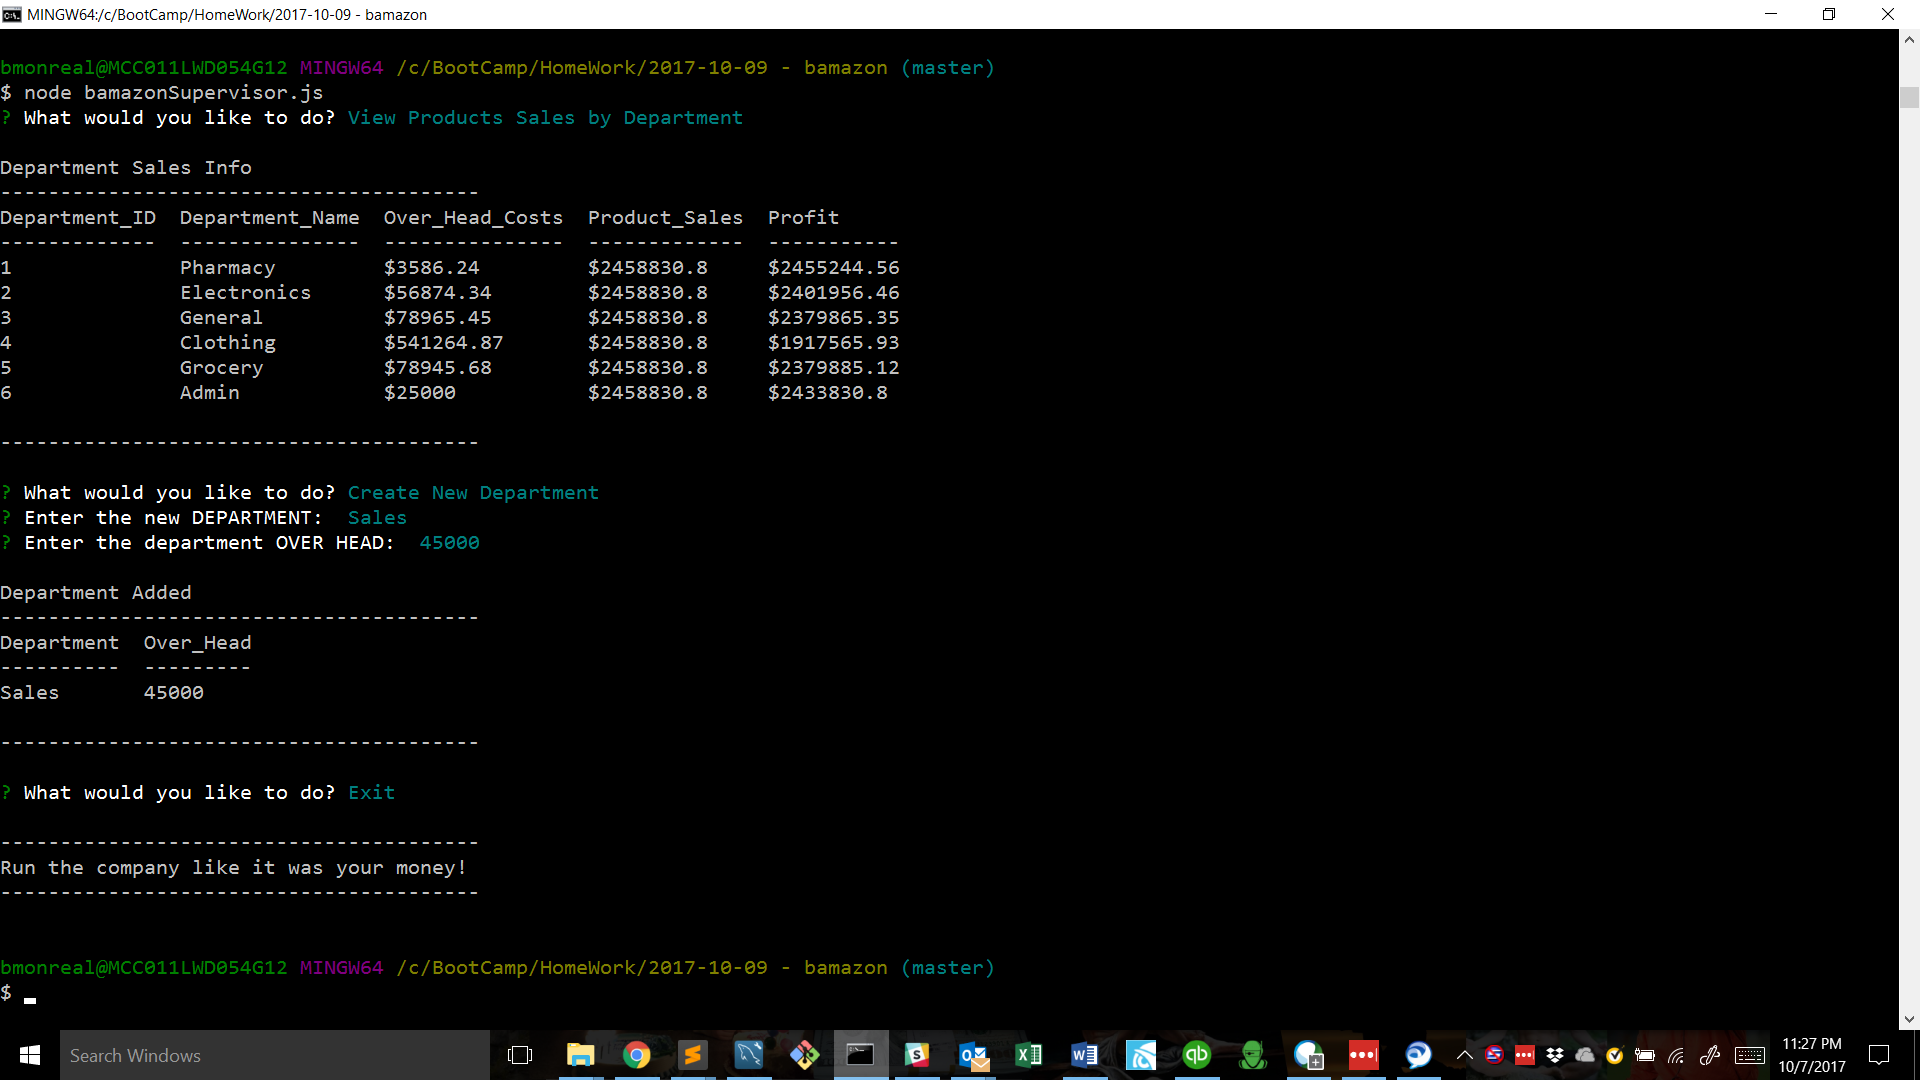 MINGW64:/c/BootCamp/HomeWork/2017-10-09 - bamazon
bmonreal@MCC011LWD054G12 MINGW64 /c/BootCamp/HomeWork/2017-10-09 - bamazon (master)
$ node bamazonSupervisor.js
? What would you like to do? View Products Sales by Department
Department Sales Info
----------------------------------------
Department_ID  Department_Name  Over_Head_Costs  Product_Sales  Profit
-------------  ---------------  ---------------  -------------  -----------
1              Pharmacy         $3586.24         $2458830.8     $2455244.56
2              Electronics      $56874.34        $2458830.8     $2401956.46
3              General          $78965.45        $2458830.8     $2379865.35
4              Clothing         $541264.87       $2458830.8     $1917565.93
5              Grocery          $78945.68        $2458830.8     $2379885.12
6              Admin            $25000           $2458830.8     $2433830.8
----------------------------------------
? What would you like to do? Create New Department
? Enter the new DEPARTMENT:  Sales
? Enter the department OVER HEAD:  45000
Department Added
----------------------------------------
Department  Over_Head
----------  ---------
Sales       45000
----------------------------------------
? What would you like to do? Exit
----------------------------------------
Run the company like it was your money!
----------------------------------------
bmonreal@MCC011LWD054G12 MINGW64 /c/BootCamp/HomeWork/2017-10-09 - bamazon (master)
$
Search Windows
11:27 PM
10/7/2017